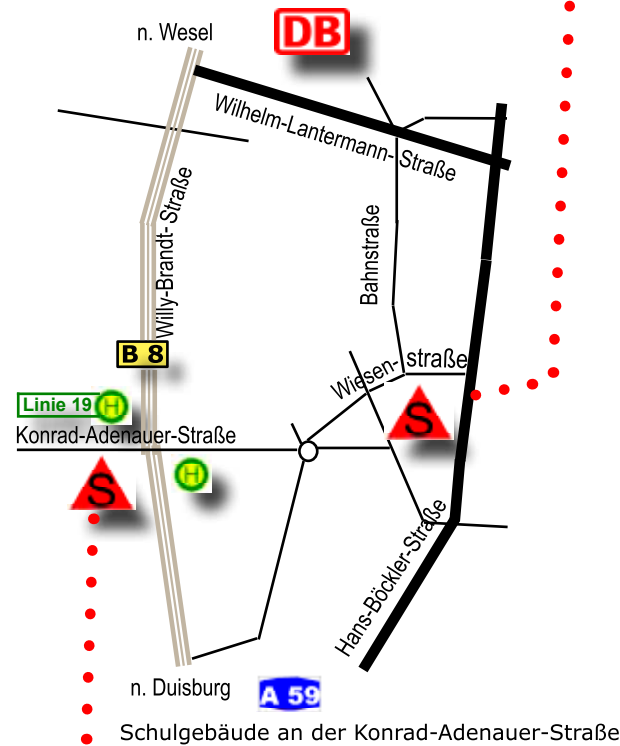 n. Wesel
DB
Wilhelm-Lantermann- Straße
Willy-Brandt- Straße
Bahnstraße
B 8
Wiesen- straße
Linie 19 H
S
Konrad-Adenauer-Straße
H
S
Hans-Böckler-Straße
n. Duisburg
A 59
Schulgebäude an der Konrad-Adenauer-Straße